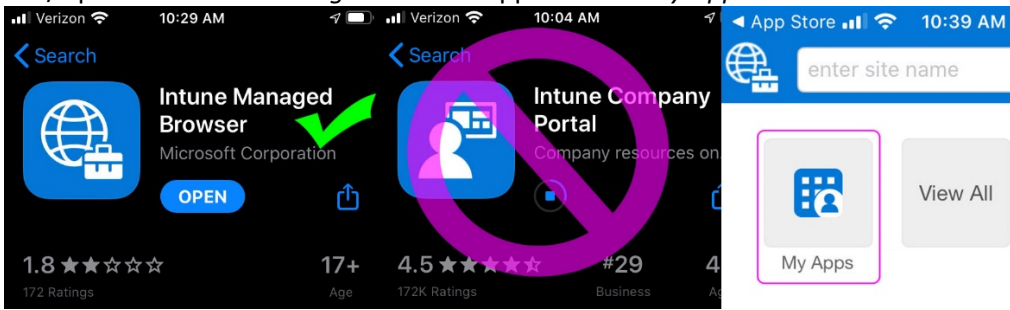 Verizon 10:29 AM
Search
Intune Managed
Browser
Microsoft Corporation
OPEN
1.8 17+
172 Ratings Age
Verizon 10:04 AM
Search
Intune Company
Portal
Company resources on
4.5 #29 4
172K Ratings Business
App Store 10:39 AM
enter site name
My Apps
View All